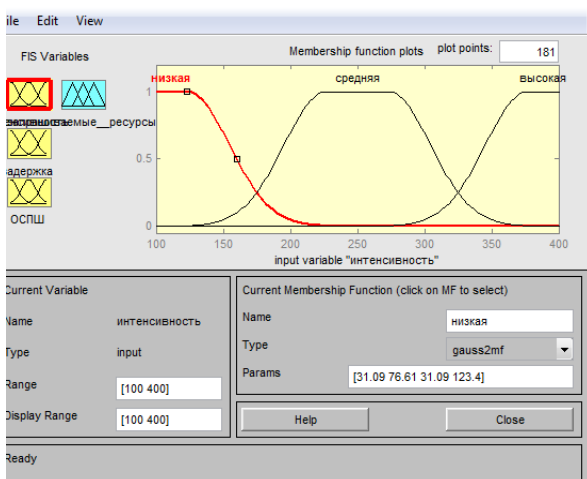 ile Edit View
FIS Variables
Membership function plots plot points: 181
низкая средняя высокая
1
0.5
0
100 150 200 250 300 350 400
input variable "интенсивность"
ресурсы
задержка
ОСПШ
Current Variable
Name интенсивность
Type input
Range [100 400]
Display Range [100 400]
Current Membership Function (click on MF to select)
Name низкая
Type gauss2mf
Params [31.09 76.61 31.09 123.4]
Help Close
Ready